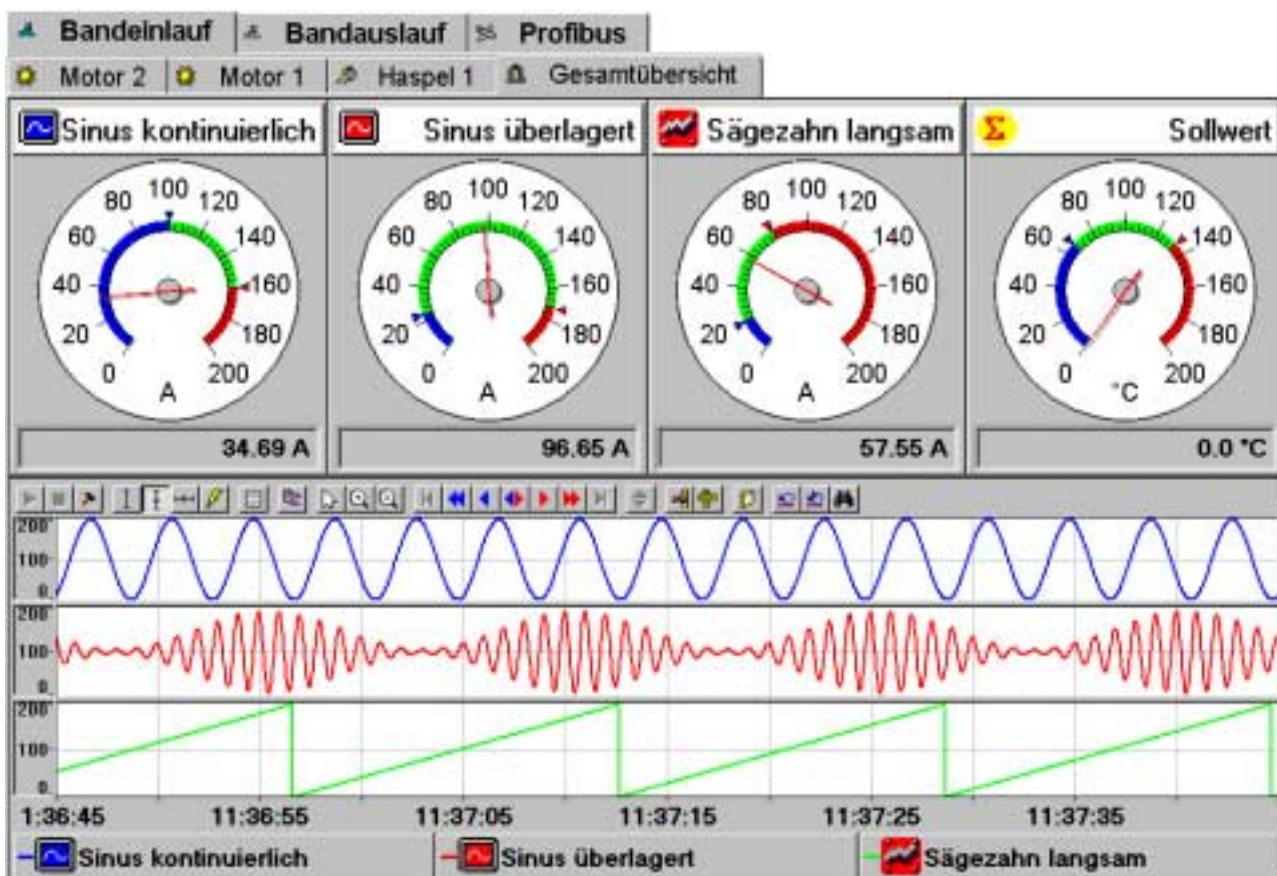 Bandeinlauf Bandauslauf Profibus
Motor 2 Motor 1 Haspel 1 Gesamtübersicht
Sinus kontinuierlich
0 20 40 60 80 100 120 140 160 180 200
A
34.69 A
Sinus überlagert
0 20 40 60 80 100 120 140 160 180 200
A
96.65 A
Sägezahn langsam
0 20 40 60 80 100 120 140 160 180 200
A
57.55 A
Σ Sollwert
0 20 40 60 80 100 120 140 160 180 200
°C
0.0 °C
200
100
0
200
100
0
200
100
0
1:36:45 11:36:55 11:37:05 11:37:15 11:37:25 11:37:35
Sinus kontinuierlich Sinus überlagert Sägezahn langsam